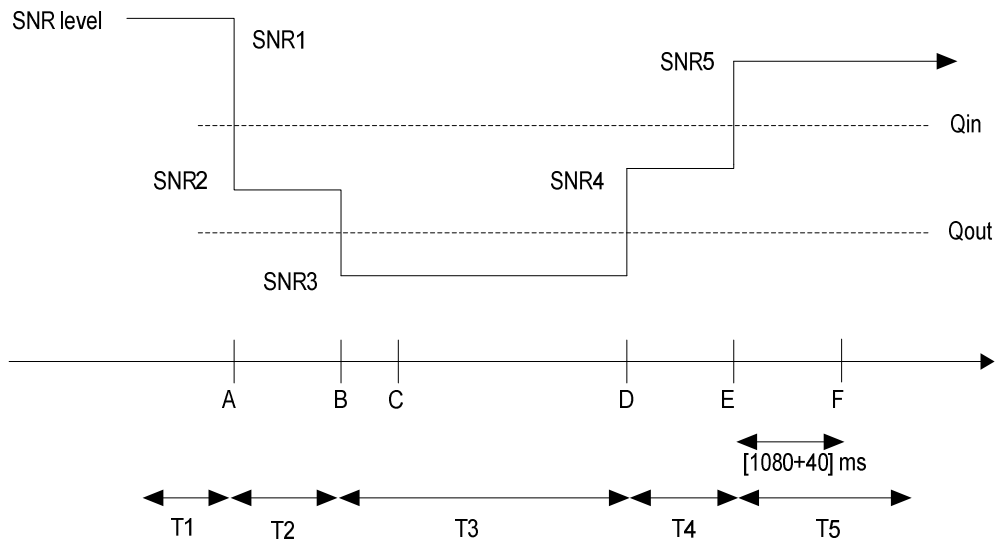 SNR level
SNR1
SNR5
Qin
SNR2
SNR4
Qout
SNR3
A
B
C
D
E
F
[1080+40] ms
T1
T2
T3
T4
T5